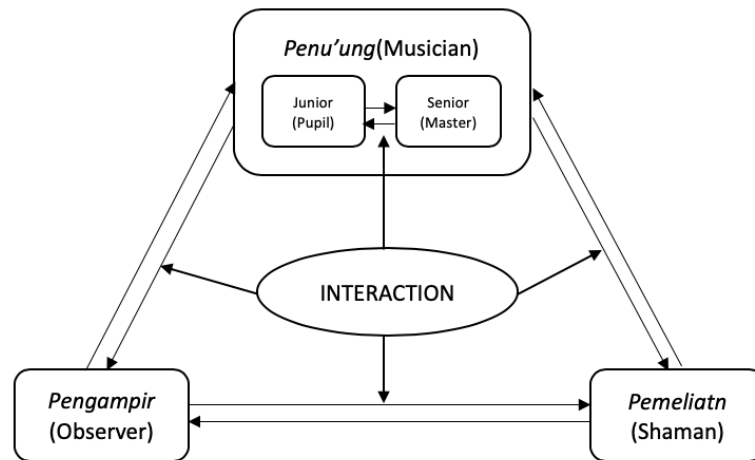 Penu'ung(Musician)
Junior
(Pupil)
Senior
(Master)
INTERACTION
Pengampir
(Observer)
Pemeliatn
(Shaman)